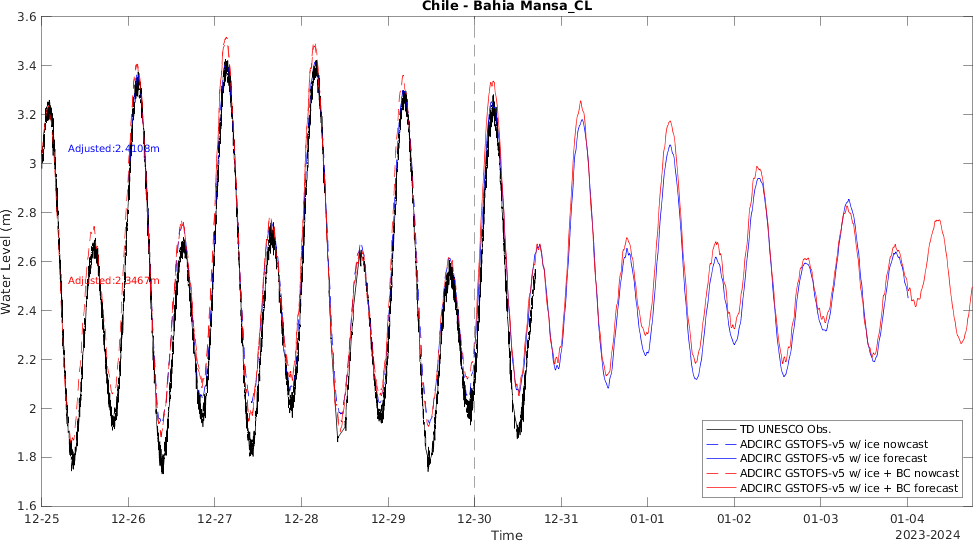 Chile - Bahia Mansa_CL
3.6
3.4
3.2
3
2.8
2.6
2.4
2.2
2
1.8
1.6
Water Level (m)
Adjusted:2.4108m
Adjusted:2.3467m
TD UNESCO Obs.
ADCIRC GSTOFS-v5 w/ ice nowcast
ADCIRC GSTOFS-v5 w/ ice forecast
ADCIRC GSTOFS-v5 w/ ice + BC nowcast
ADCIRC GSTOFS-v5 w/ ice + BC forecast
12-25 12-26 12-27 12-28 12-29 12-30 12-31 01-01 01-02 01-03 01-04
Time
2023-2024